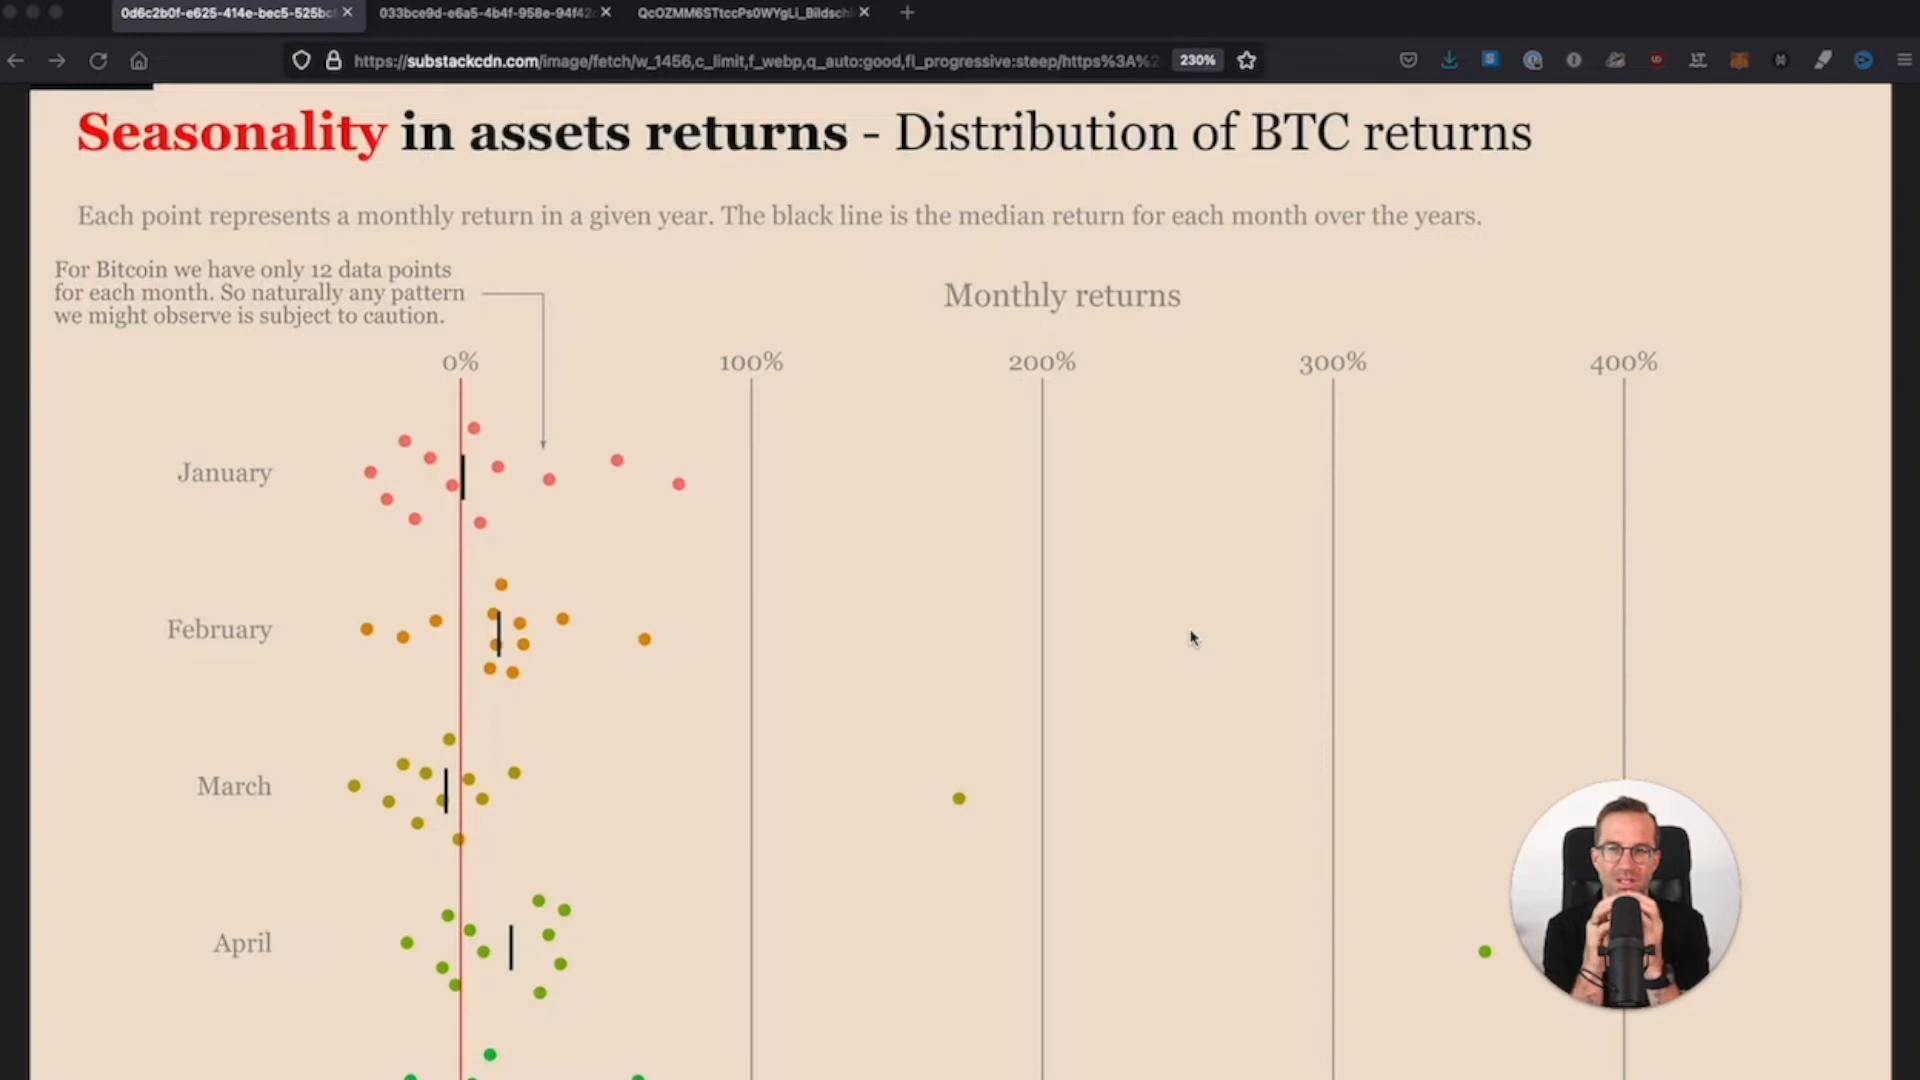 0d6c2b0f-e625-414e-bec5-525bc
033bce9d-e6a5-4b4f-958e-94f42
QcOZMM6STtccPs0WYgLi_Bildsch
https://substackcdn.com/image/fetch/w_1456,c_limit,f_webp,q_auto:good,fl_progressive:steep/https%3A%2
230%
Seasonality in assets returns - Distribution of BTC returns
Each point represents a monthly return in a given year. The black line is the median return for each month over the years.
For Bitcoin we have only 12 data points
for each month. So naturally any pattern
we might observe is subject to caution.
Monthly returns
0% 100% 200% 300% 400%
January
February
March
April